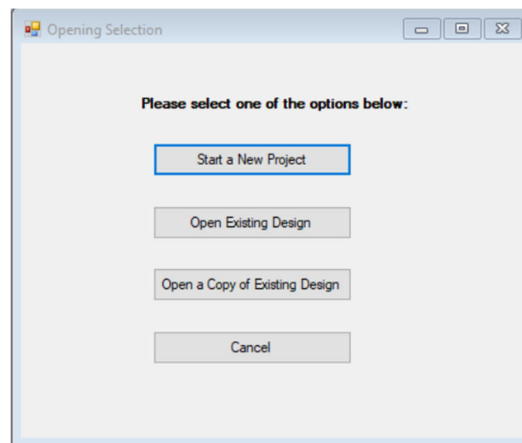 Opening Selection
Please select one of the options below:
Start a New Project
Open Existing Design
Open a Copy of Existing Design
Cancel